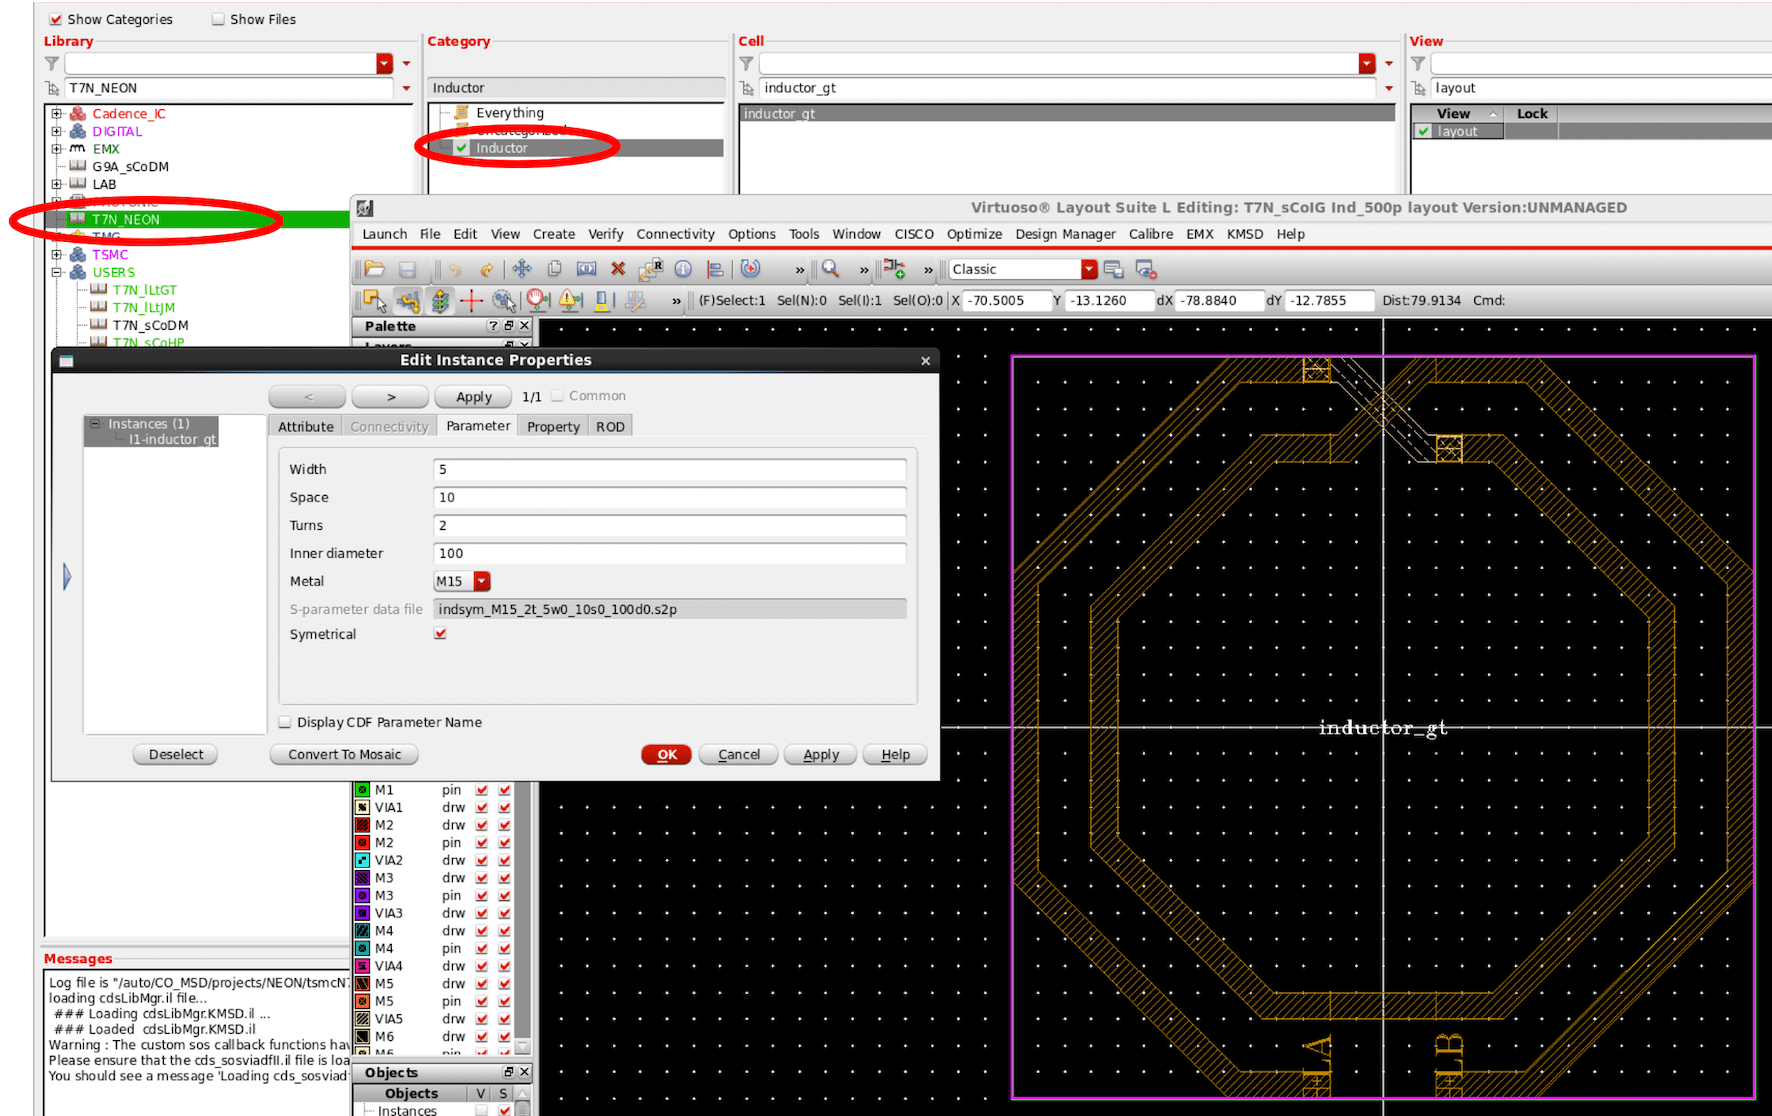 Show Categories Show Files
Library Category Cell View
T7N_NEON Inductor inductor_gt layout
Cadence_IC
DIGITAL
EMX
G9A_sCoDM
LAB
T7N_NEON
TMG
TSMC
USERS
T7N_lLtGT
T7N_lLtJM
T7N_sCoDM
T7N_sCoHP
Everything
Uncategorized
Inductor
inductor_gt
View Lock
layout
Virtuoso® Layout Suite L Editing: T7N_sCoIG Ind_500p layout Version:UNMANAGED
Launch File Edit View Create Verify Connectivity Options Tools Window CISCO Optimize Design Manager Calibre EMX KMSD Help
» » » Classic
» (F)Select:1 Sel(N):0 Sel(I):1 Sel(O):0 X -70.5005 Y -13.1260 dX -78.8840 dY -12.7855 Dist:79.9134 Cmd:
Palette
Layers
Edit Instance Properties
< > Apply 1/1 Common
Instances (1)
I1-inductor_gt
Attribute Connectivity Parameter Property ROD
Width 5
Space 10
Turns 2
Inner diameter 100
Metal M15
S-parameter data file indsym_M15_2t_5w0_10s0_100d0.s2p
Symetrical
Display CDF Parameter Name
Deselect Convert To Mosaic OK Cancel Apply Help
inductor_gt
LA
LB
M1 pin
VIA1 drw
M2 drw
M2 pin
VIA2 drw
M3 drw
M3 pin
VIA3 drw
M4 drw
M4 pin
VIA4 drw
M5 drw
M5 pin
VIA5 drw
M6 drw
M6 pin
Objects
Objects V S
Instances
Messages
Log file is "/auto/CO_MSD/projects/NEON/tsmcN7
loading cdsLibMgr.il file...
### Loading cdsLibMgr.KMSD.il ...
### Loaded cdsLibMgr.KMSD.il
Warning : The custom sos callback functions hav
Please ensure that the cds_sosviadfII.il file is loa
You should see a message 'Loading cds_sosviad